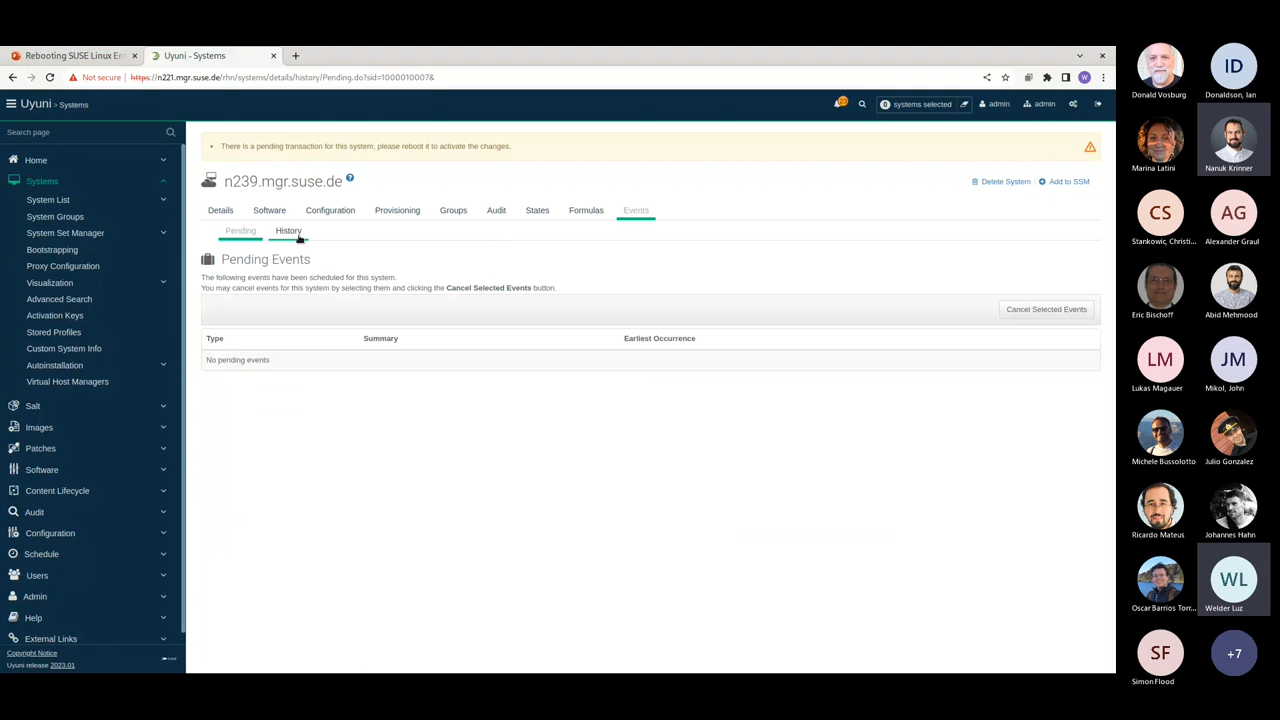 Rebooting SUSE Linux Ent
Uyuni - Systems
Not secure
https://n221.mgr.suse.de/rhn/systems/details/history/Pending.do?sid=1000010007&
W
Uyuni > Systems
0 systems selected
admin
admin
Search page
Home
Systems
System List
System Groups
System Set Manager
Bootstrapping
Proxy Configuration
Visualization
Advanced Search
Activation Keys
Stored Profiles
Custom System Info
Autoinstallation
Virtual Host Managers
Salt
Images
Patches
Software
Content Lifecycle
Audit
Configuration
Schedule
Users
Admin
Help
External Links
Copyright Notice
Uyuni release 2023.01
There is a pending transaction for this system, please reboot it to activate the changes.
n239.mgr.suse.de ?
Delete System | Add to SSM
Details Software Configuration Provisioning Groups Audit States Formulas Events
Pending History
Pending Events
The following events have been scheduled for this system.
You may cancel events for this system by selecting them and clicking the Cancel Selected Events button.
Cancel Selected Events
Type Summary Earliest Occurrence
No pending events
Donald Vosburg
ID
Donaldson, Ian
Marina Latini
Nanuk Krinner
CS
Stankovic, Christi...
AG
Alexander Graul
Eric Bischoff
Abid Mehmood
LM
Lukas Magauer
JM
Mikol, John
Michele Bussolotto
Julio Gonzalez
Ricardo Mateus
Johannes Hahn
Oscar Barrios Torr...
WL
Welder Luz
SF
Simon Flood
+7